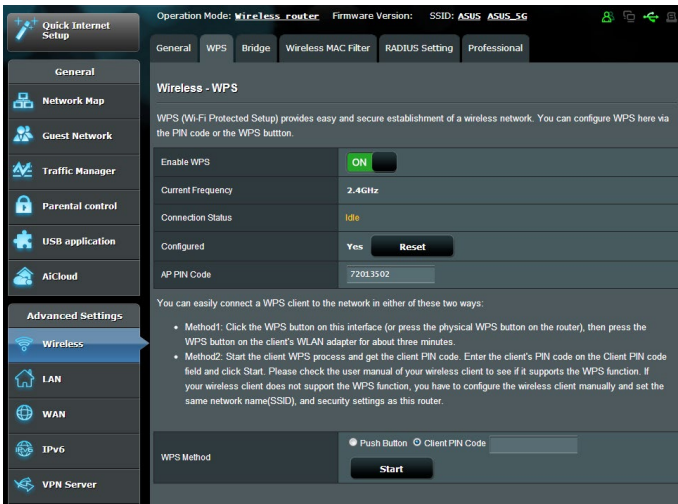 Quick Internet
Setup
Operation Mode: Wireless router Firmware Version: SSID: ASUS ASUS_5G
General WPS Bridge Wireless MAC Filter RADIUS Setting Professional
General
Network Map
Guest Network
Traffic Manager
Parental control
USB application
AiCloud
Advanced Settings
Wireless
LAN
WAN
IPv6
VPN Server
Wireless - WPS
WPS (Wi-Fi Protected Setup) provides easy and secure establishment of a wireless network. You can configure WPS here via
the PIN code or the WPS buttton.
Enable WPS ON
Current Frequency 2.4GHz
Connection Status Idle
Configured Yes Reset
AP PIN Code 72013502
You can easily connect a WPS client to the network in either of these two ways:
• Method1: Click the WPS button on this interface (or press the physical WPS button on the router), then press the
WPS button on the client's WLAN adapter for about three minutes.
• Method2: Start the client WPS process and get the client PIN code. Enter the client's PIN code on the Client PIN code
field and click Start. Please check the user manual of your wireless client to see if it supports the WPS function. If
your wireless client does not support the WPS function, you have to configure the wireless client manually and set the
same network name(SSID), and security settings as this router.
WPS Method Push Button Client PIN Code
Start